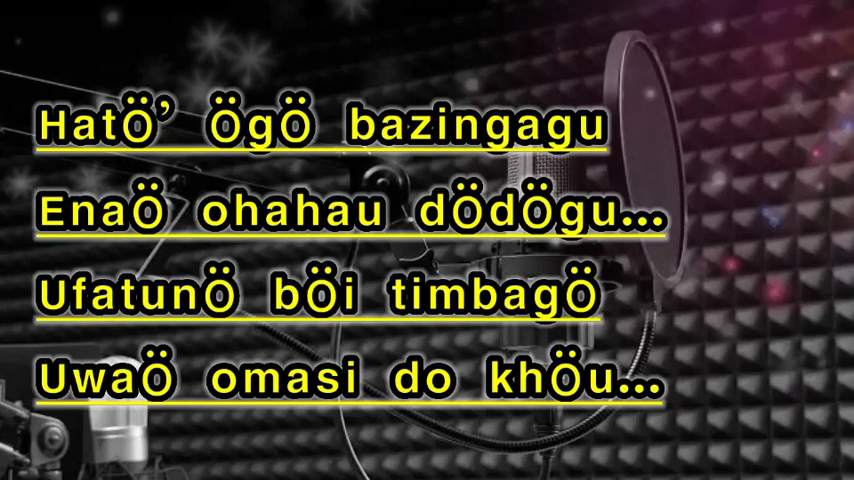 Hatö’ ögö bazingagu
Enaö ohahau dödögu...
Ufatunö böi timbagö
Uwaö omasi do khöu...